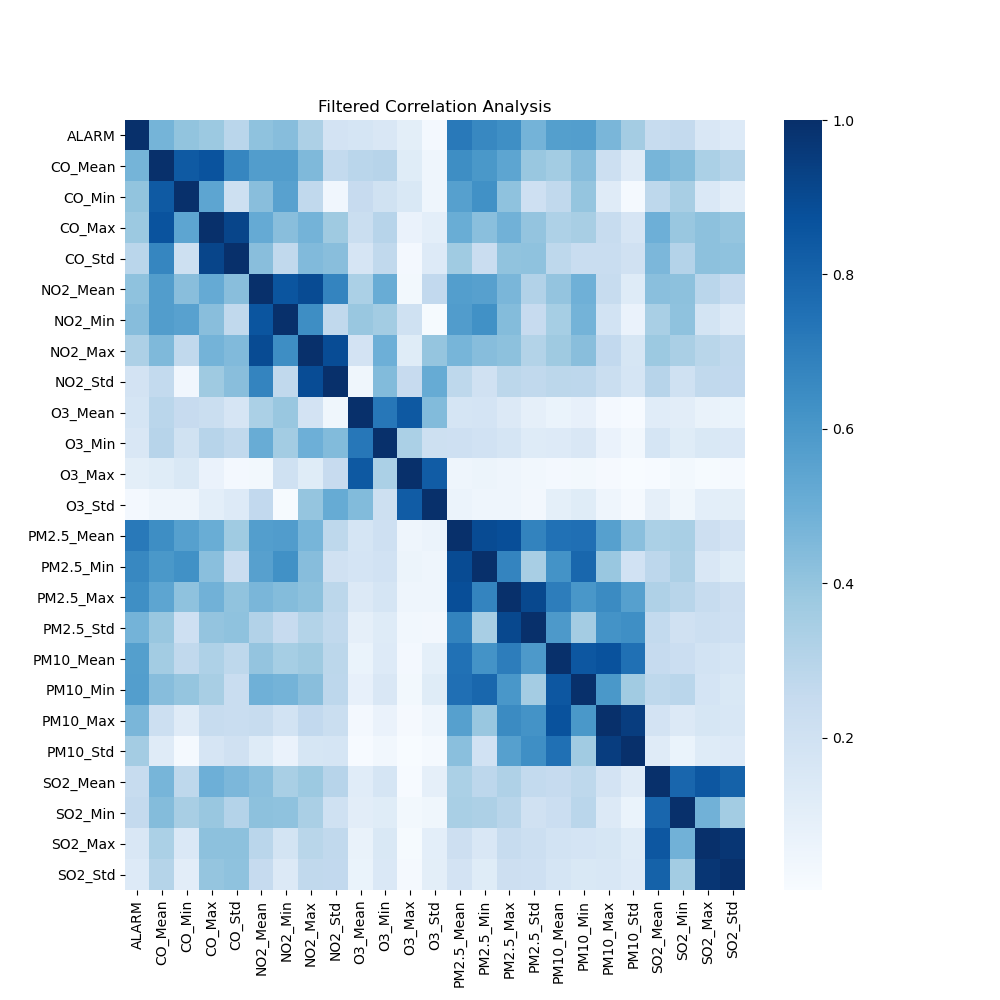 Filtered Correlation Analysis
ALARM
CO_Mean
CO_Min
CO_Max
CO_Std
NO2_Mean
NO2_Min
NO2_Max
NO2_Std
O3_Mean
O3_Min
O3_Max
O3_Std
PM2.5_Mean
PM2.5_Min
PM2.5_Max
PM2.5_Std
PM10_Mean
PM10_Min
PM10_Max
PM10_Std
SO2_Mean
SO2_Min
SO2_Max
SO2_Std
ALARM
CO_Mean
CO_Min
CO_Max
CO_Std
NO2_Mean
NO2_Min
NO2_Max
NO2_Std
O3_Mean
O3_Min
O3_Max
O3_Std
PM2.5_Mean
PM2.5_Min
PM2.5_Max
PM2.5_Std
PM10_Mean
PM10_Min
PM10_Max
PM10_Std
SO2_Mean
SO2_Min
SO2_Max
SO2_Std
1.0
0.8
0.6
0.4
0.2